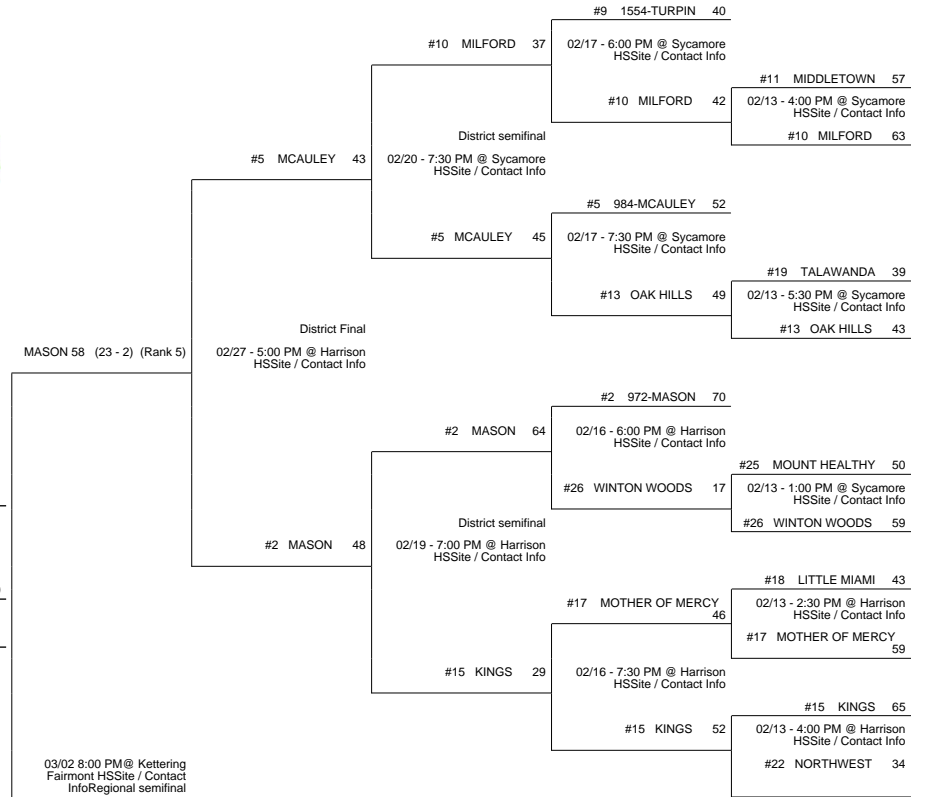 #9 1554-TURPIN 40
#10 MILFORD 37
02/17 - 6:00 PM @ Sycamore
HSSite / Contact Info
#11 MIDDLETOWN 57
#10 MILFORD 42
02/13 - 4:00 PM @ Sycamore
HSSite / Contact Info
#10 MILFORD 63
District semifinal
#5 MCAULEY 43
02/20 - 7:30 PM @ Sycamore
HSSite / Contact Info
#5 984-MCAULEY 52
#5 MCAULEY 45
02/17 - 7:30 PM @ Sycamore
HSSite / Contact Info
#19 TALAWANDA 39
#13 OAK HILLS 49
02/13 - 5:30 PM @ Sycamore
HSSite / Contact Info
#13 OAK HILLS 43
District Final
MASON 58 (23 - 2) (Rank 5)
02/27 - 5:00 PM @ Harrison
HSSite / Contact Info
#2 972-MASON 70
#2 MASON 64
02/16 - 6:00 PM @ Harrison
HSSite / Contact Info
#25 MOUNT HEALTHY 50
#26 WINTON WOODS 17
02/13 - 1:00 PM @ Sycamore
HSSite / Contact Info
#26 WINTON WOODS 59
District semifinal
#2 MASON 48
02/19 - 7:00 PM @ Harrison
HSSite / Contact Info
#18 LITTLE MIAMI 43
#17 MOTHER OF MERCY
46
02/13 - 2:30 PM @ Harrison
HSSite / Contact Info
#17 MOTHER OF MERCY
59
#15 KINGS 29
02/16 - 7:30 PM @ Harrison
HSSite / Contact Info
#15 KINGS 65
#15 KINGS 52
02/13 - 4:00 PM @ Harrison
HSSite / Contact Info
#22 NORTHWEST 34
03/02 8:00 PM@ Kettering
Fairmont HSSite / Contact
InfoRegional semifinal